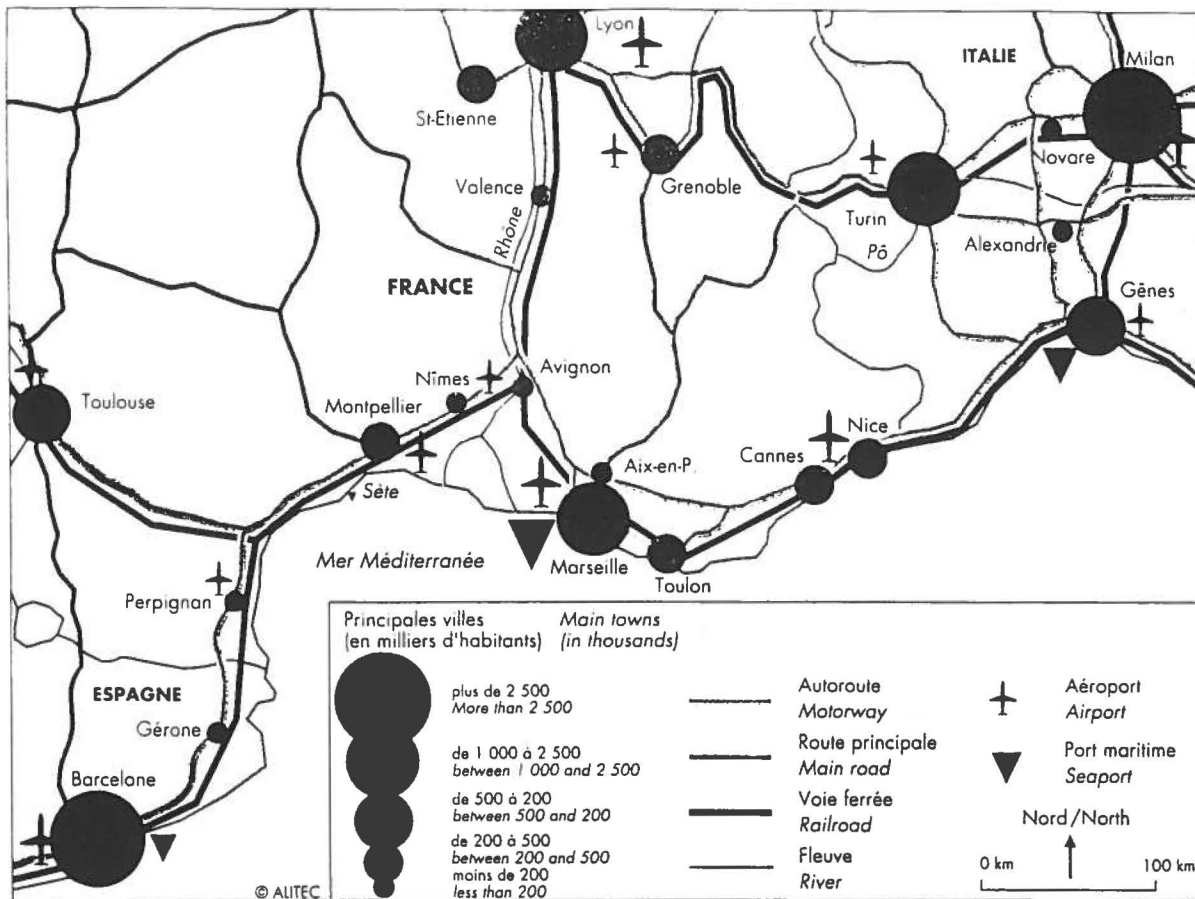 Lyon
ITALIE
Milan
St-Etienne
Grenoble
Novare
Valence
Rhône
Turin
Alexandrie
Pô
FRANCE
Gênes
Avignon
Nîmes
Toulouse
Montpellier
Nice
Cannes
Aix-en-P.
Sète
Mer Méditerranée
Marseille
Toulon
Perpignan
ESPAGNE
Gérone
Barcelone
© ALITEC
Principales villes
(en milliers d'habitants)
Main towns
(in thousands)
plus de 2 500
More than 2 500
de 1 000 à 2 500
between 1 000 and 2 500
de 500 à 200
between 500 and 200
de 200 à 500
between 200 and 500
moins de 200
less than 200
Autoroute
Motorway
Route principale
Main road
Voie ferrée
Railroad
Fleuve
River
Aéroport
Airport
Port maritime
Seaport
Nord/North
0 km
100 km